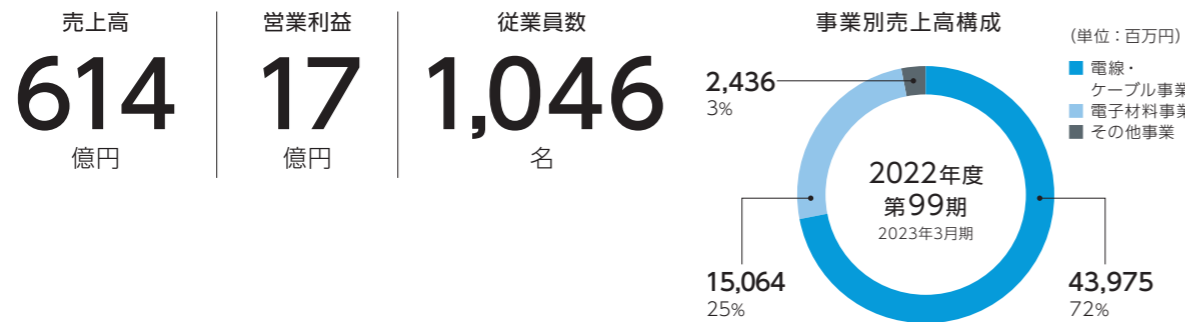 売上高
614
億円
営業利益
17
億円
従業員数
1,046
名
事業別売上高構成
(単位：百万円)
電線・
ケーブル事業
電子材料事業
その他事業
2,436
3%
2022年度
第99期
2023年3月期
15,064
25%
43,975
72%